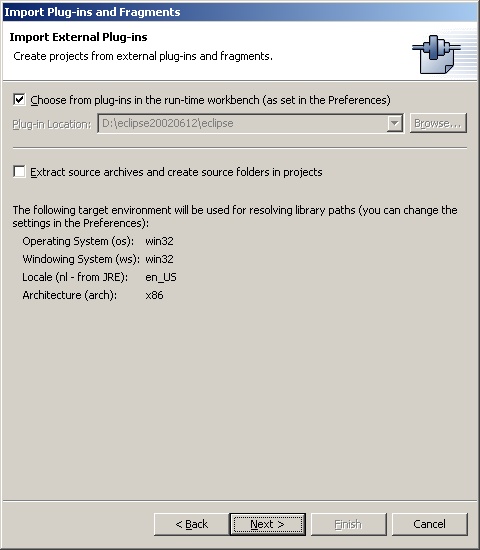 Import Plug-ins and Fragments
Import External Plug-ins
Create projects from external plug-ins and fragments.
Choose from plug-ins in the run-time workbench (as set in the Preferences)
Plug-in Location: D:\eclipse20020612\eclipse Browse...
Extract source archives and create source folders in projects
The following target environment will be used for resolving library paths (you can change the
settings in the Preferences):
Operating System (os): win32
Windowing System (ws): win32
Locale (nl - from JRE): en_US
Architecture (arch): x86
< Back Next > Finish Cancel